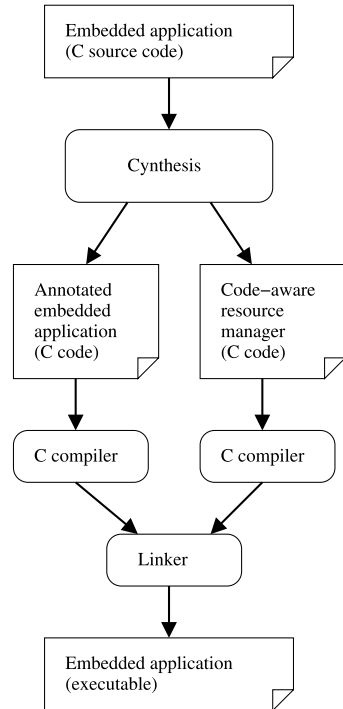 Embedded application
(C source code)
Cynthesis
Annotated
embedded
application
(C code)
Code−aware
resource
manager
(C code)
C compiler
C compiler
Linker
Embedded application
(executable)